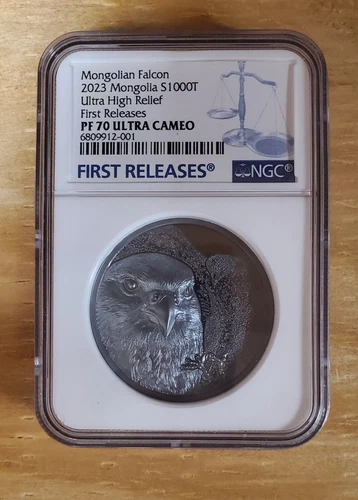 Mongolian Falcon
2023 Mongolia S1000T
Ultra High Relief
First Releases
PF 70 ULTRA CAMEO
6809912-001
FIRST RELEASES®
NGC®